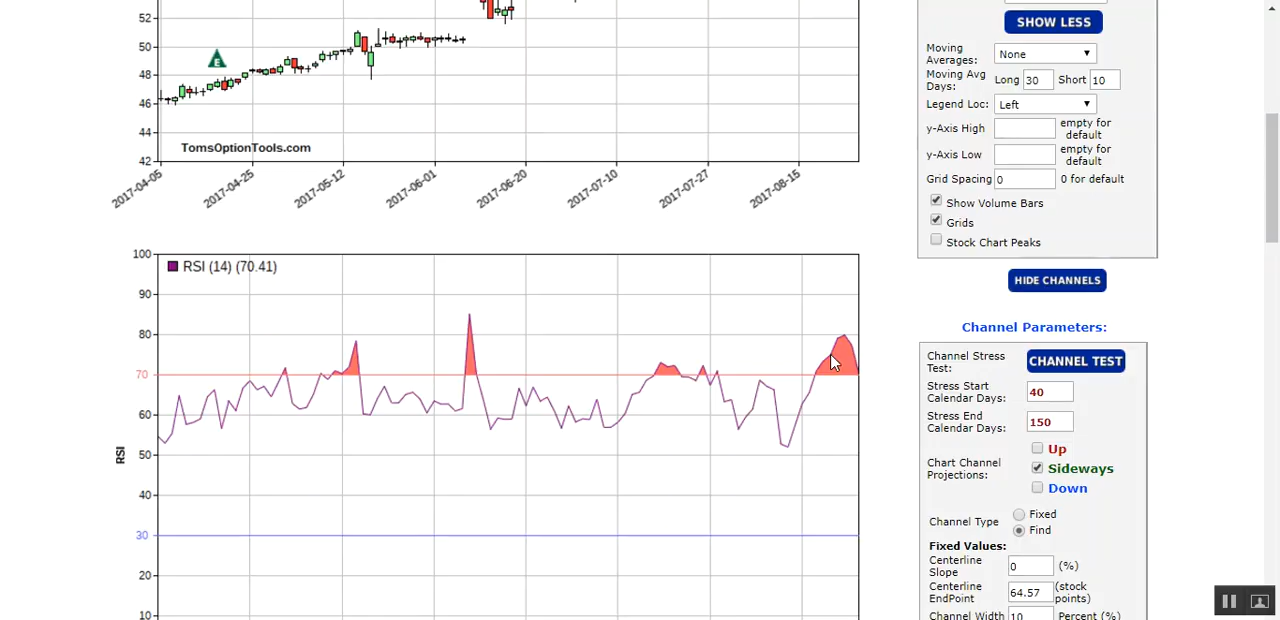 52
50
48
46
44
42
E
TomsOptionTools.com
2017-04-05
2017-04-25
2017-05-12
2017-06-01
2017-06-20
2017-07-10
2017-07-27
2017-08-15
100
90
80
70
60
50
40
30
20
10
RSI
RSI (14) (70.41)
SHOW LESS
Moving Averages:
None
Moving Avg Days:
Long 30 Short 10
Legend Loc:
Left
y-Axis High
empty for default
y-Axis Low
empty for default
Grid Spacing 0 0 for default
Show Volume Bars
Grids
Stock Chart Peaks
HIDE CHANNELS
Channel Parameters:
Channel Stress Test:
CHANNEL TEST
Stress Start Calendar Days:
40
Stress End Calendar Days:
150
Chart Channel Projections:
Up
Sideways
Down
Channel Type
Fixed
Find
Fixed Values:
Centerline Slope
0 (%)
Centerline EndPoint
64.57 (stock points)
Channel Width 10 Percent (%)